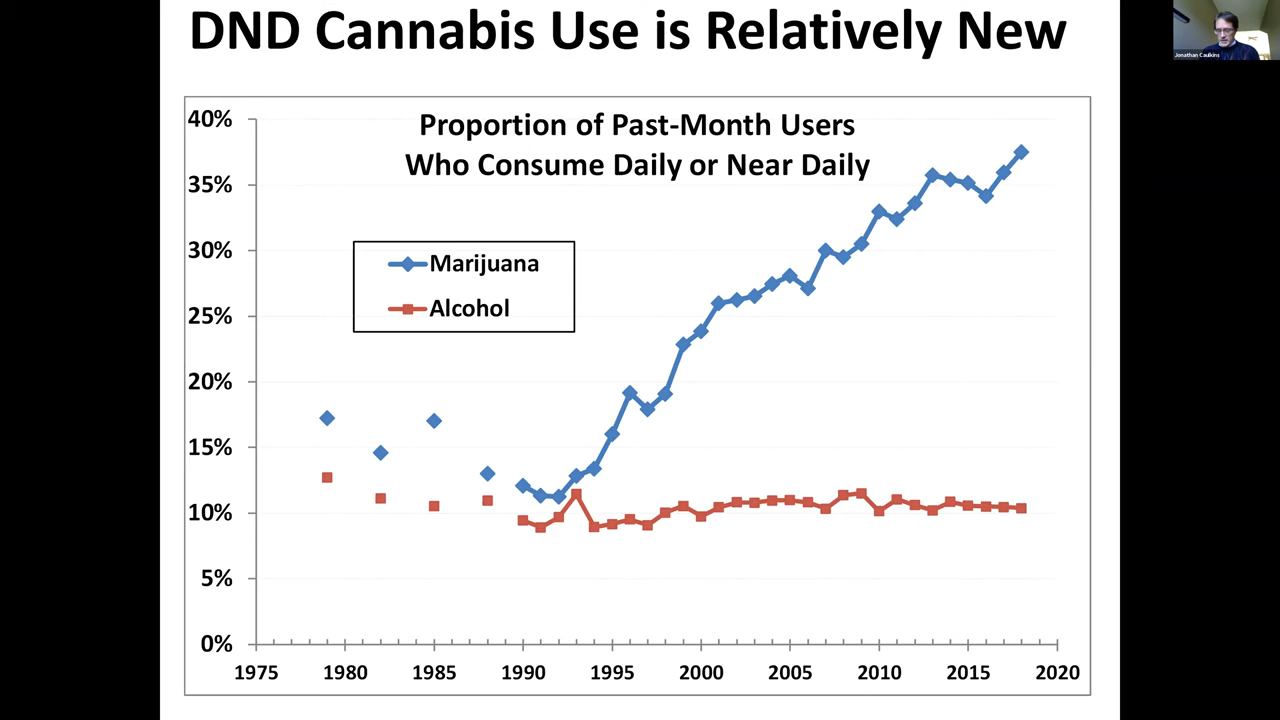 DND Cannabis Use is Relatively New
Jonathan Caulkins
Proportion of Past-Month Users
Who Consume Daily or Near Daily
40%
35%
30%
25%
20%
15%
10%
5%
0%
Marijuana
Alcohol
1975 1980 1985 1990 1995 2000 2005 2010 2015 2020